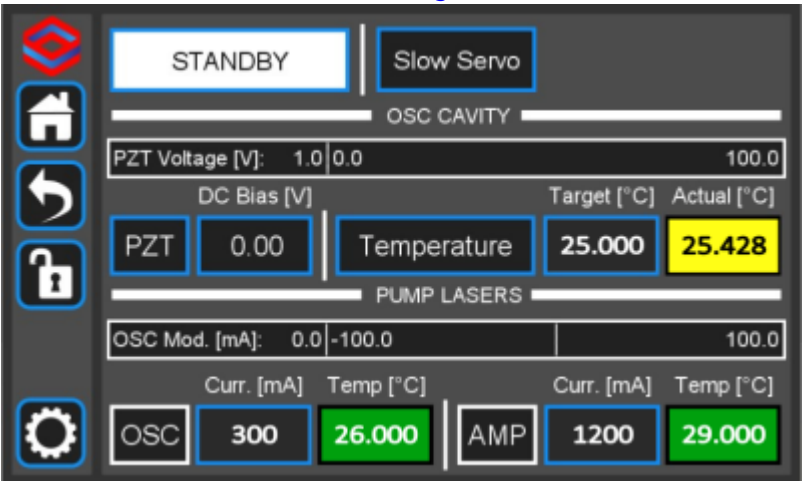 STANDBY Slow Servo
OSC CAVITY
PZT Voltage [V]: 1.0 0.0 100.0
DC Bias [V] Target [°C] Actual [°C]
PZT 0.00 Temperature 25.000 25.428
PUMP LASERS
OSC Mod. [mA]: 0.0 -100.0 100.0
Curr. [mA] Temp [°C] Curr. [mA] Temp [°C]
OSC 300 26.000 AMP 1200 29.000